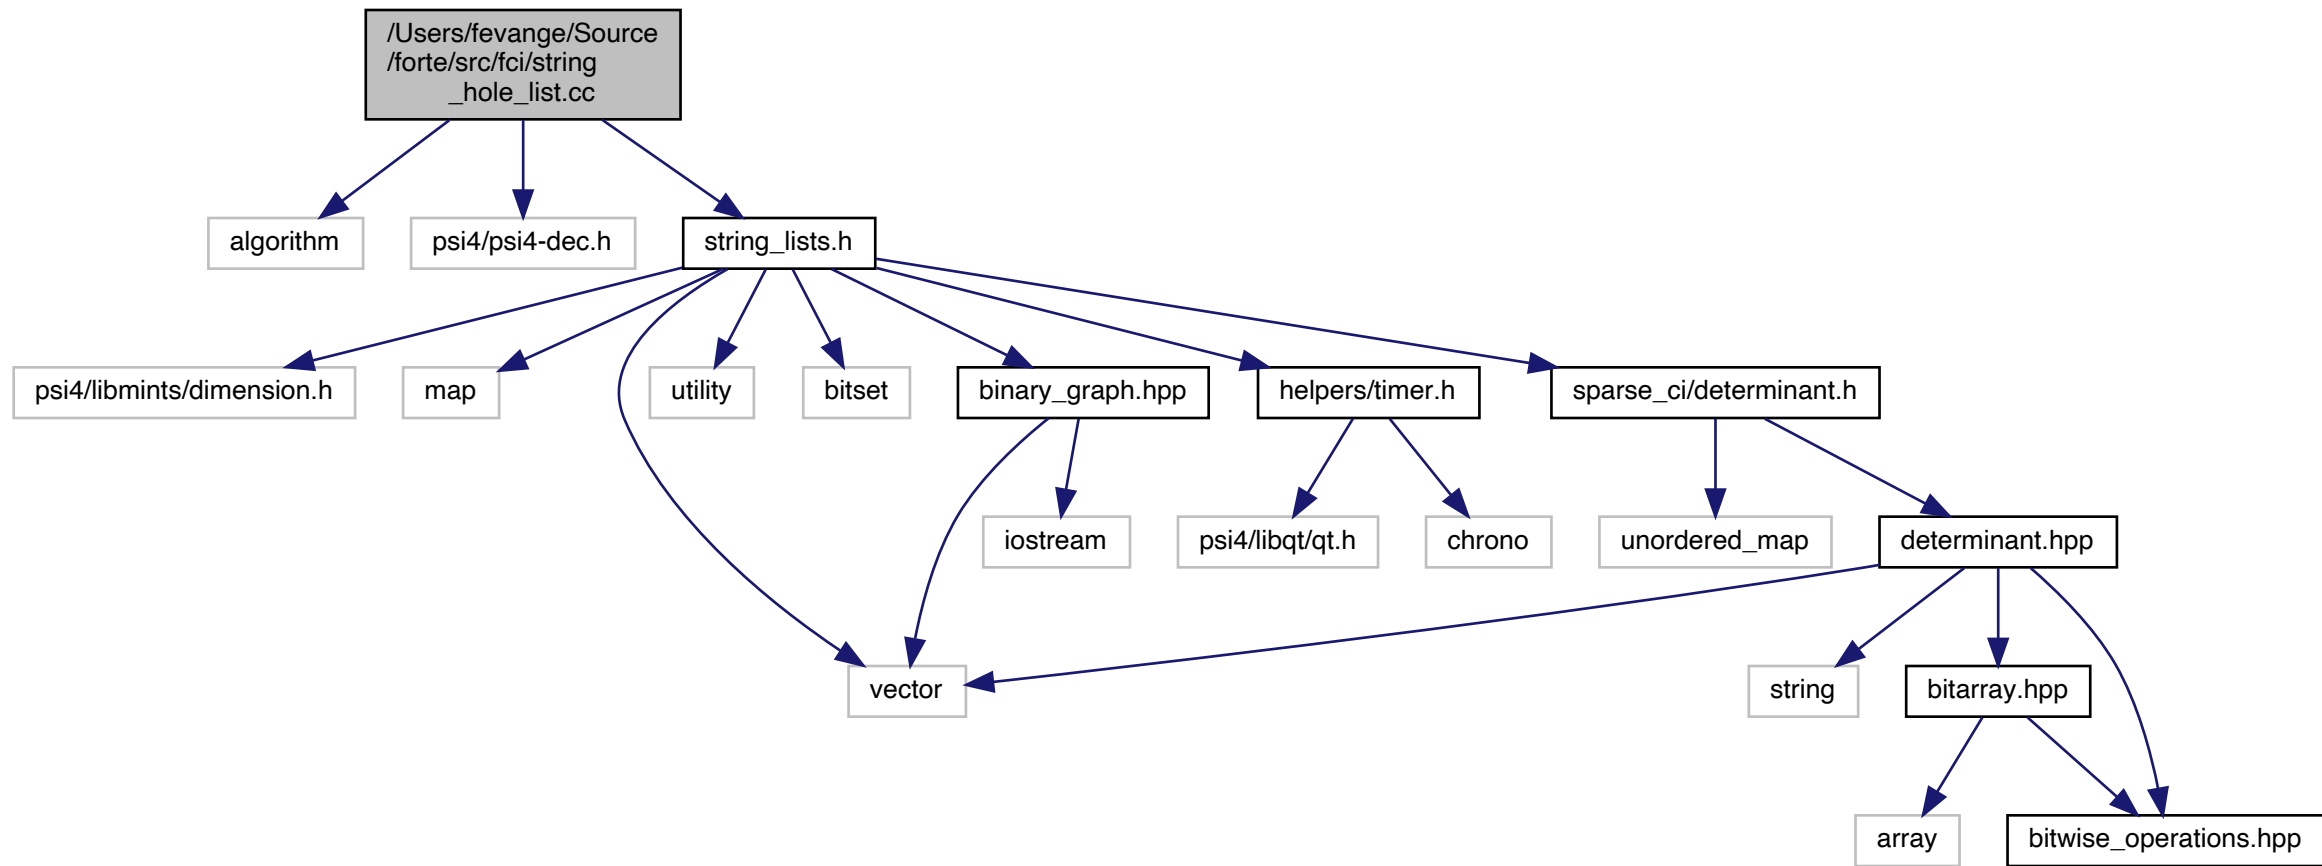 /Users/fevange/Source
/forte/src/fci/string
_hole_list.cc
algorithm
psi4/psi4-dec.h
string_lists.h
psi4/libmints/dimension.h
map
utility
bitset
binary_graph.hpp
helpers/timer.h
sparse_ci/determinant.h
iostream
psi4/libqt/qt.h
chrono
unordered_map
determinant.hpp
vector
string
bitarray.hpp
array
bitwise_operations.hpp